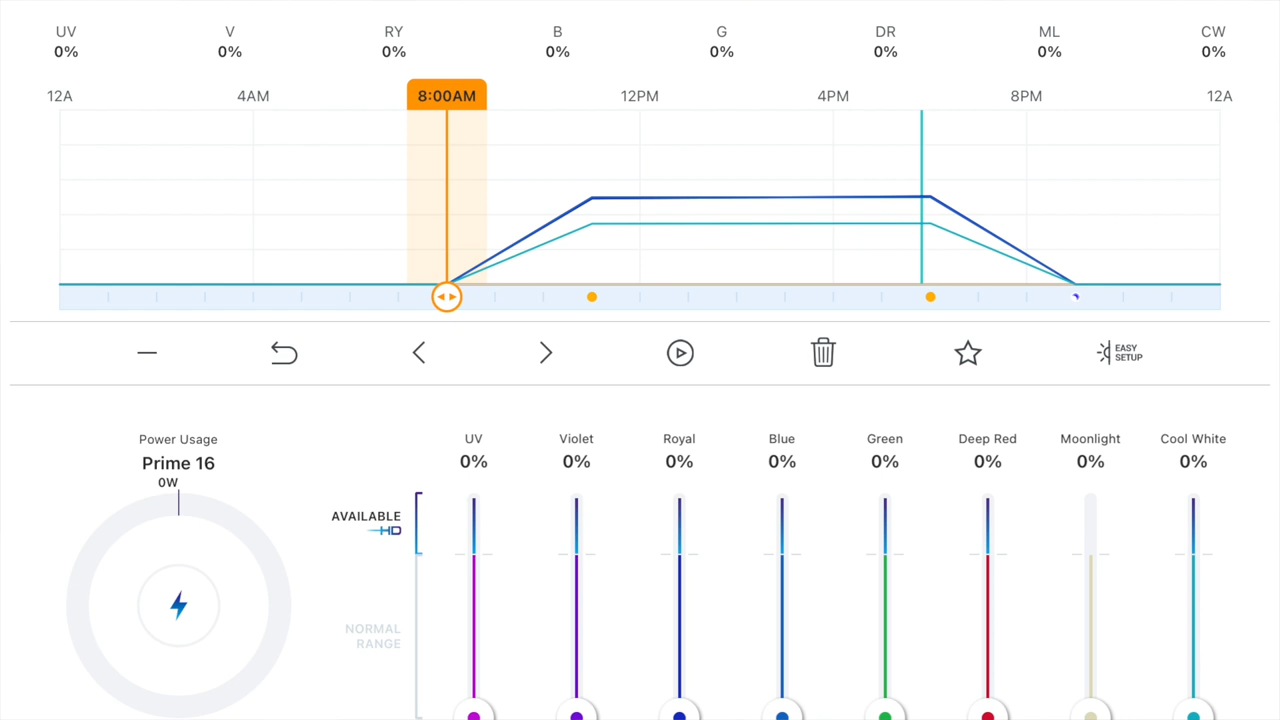 UV V RY B G DR ML CW
0% 0% 0% 0% 0% 0% 0% 0%
12A 4AM 8:00AM 12PM 4PM 8PM 12A
EASY
SETUP
Power Usage
Prime 16
0W
UV Violet Royal Blue Green Deep Red Moonlight Cool White
0% 0% 0% 0% 0% 0% 0% 0%
AVAILABLE
HD
NORMAL
RANGE